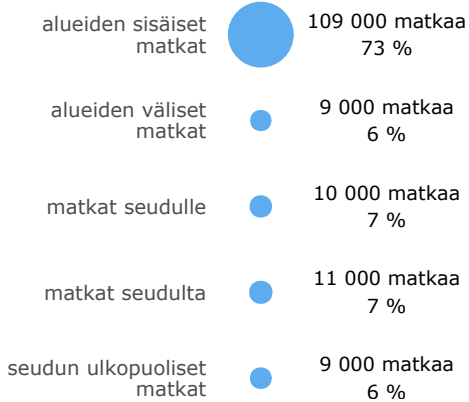 alueiden sisäiset
matkat
109 000 matkaa
73 %
alueiden väliset
matkat
9 000 matkaa
6 %
matkat seudulle
10 000 matkaa
7 %
matkat seudulta
11 000 matkaa
7 %
seudun ulkopuoliset
matkat
9 000 matkaa
6 %